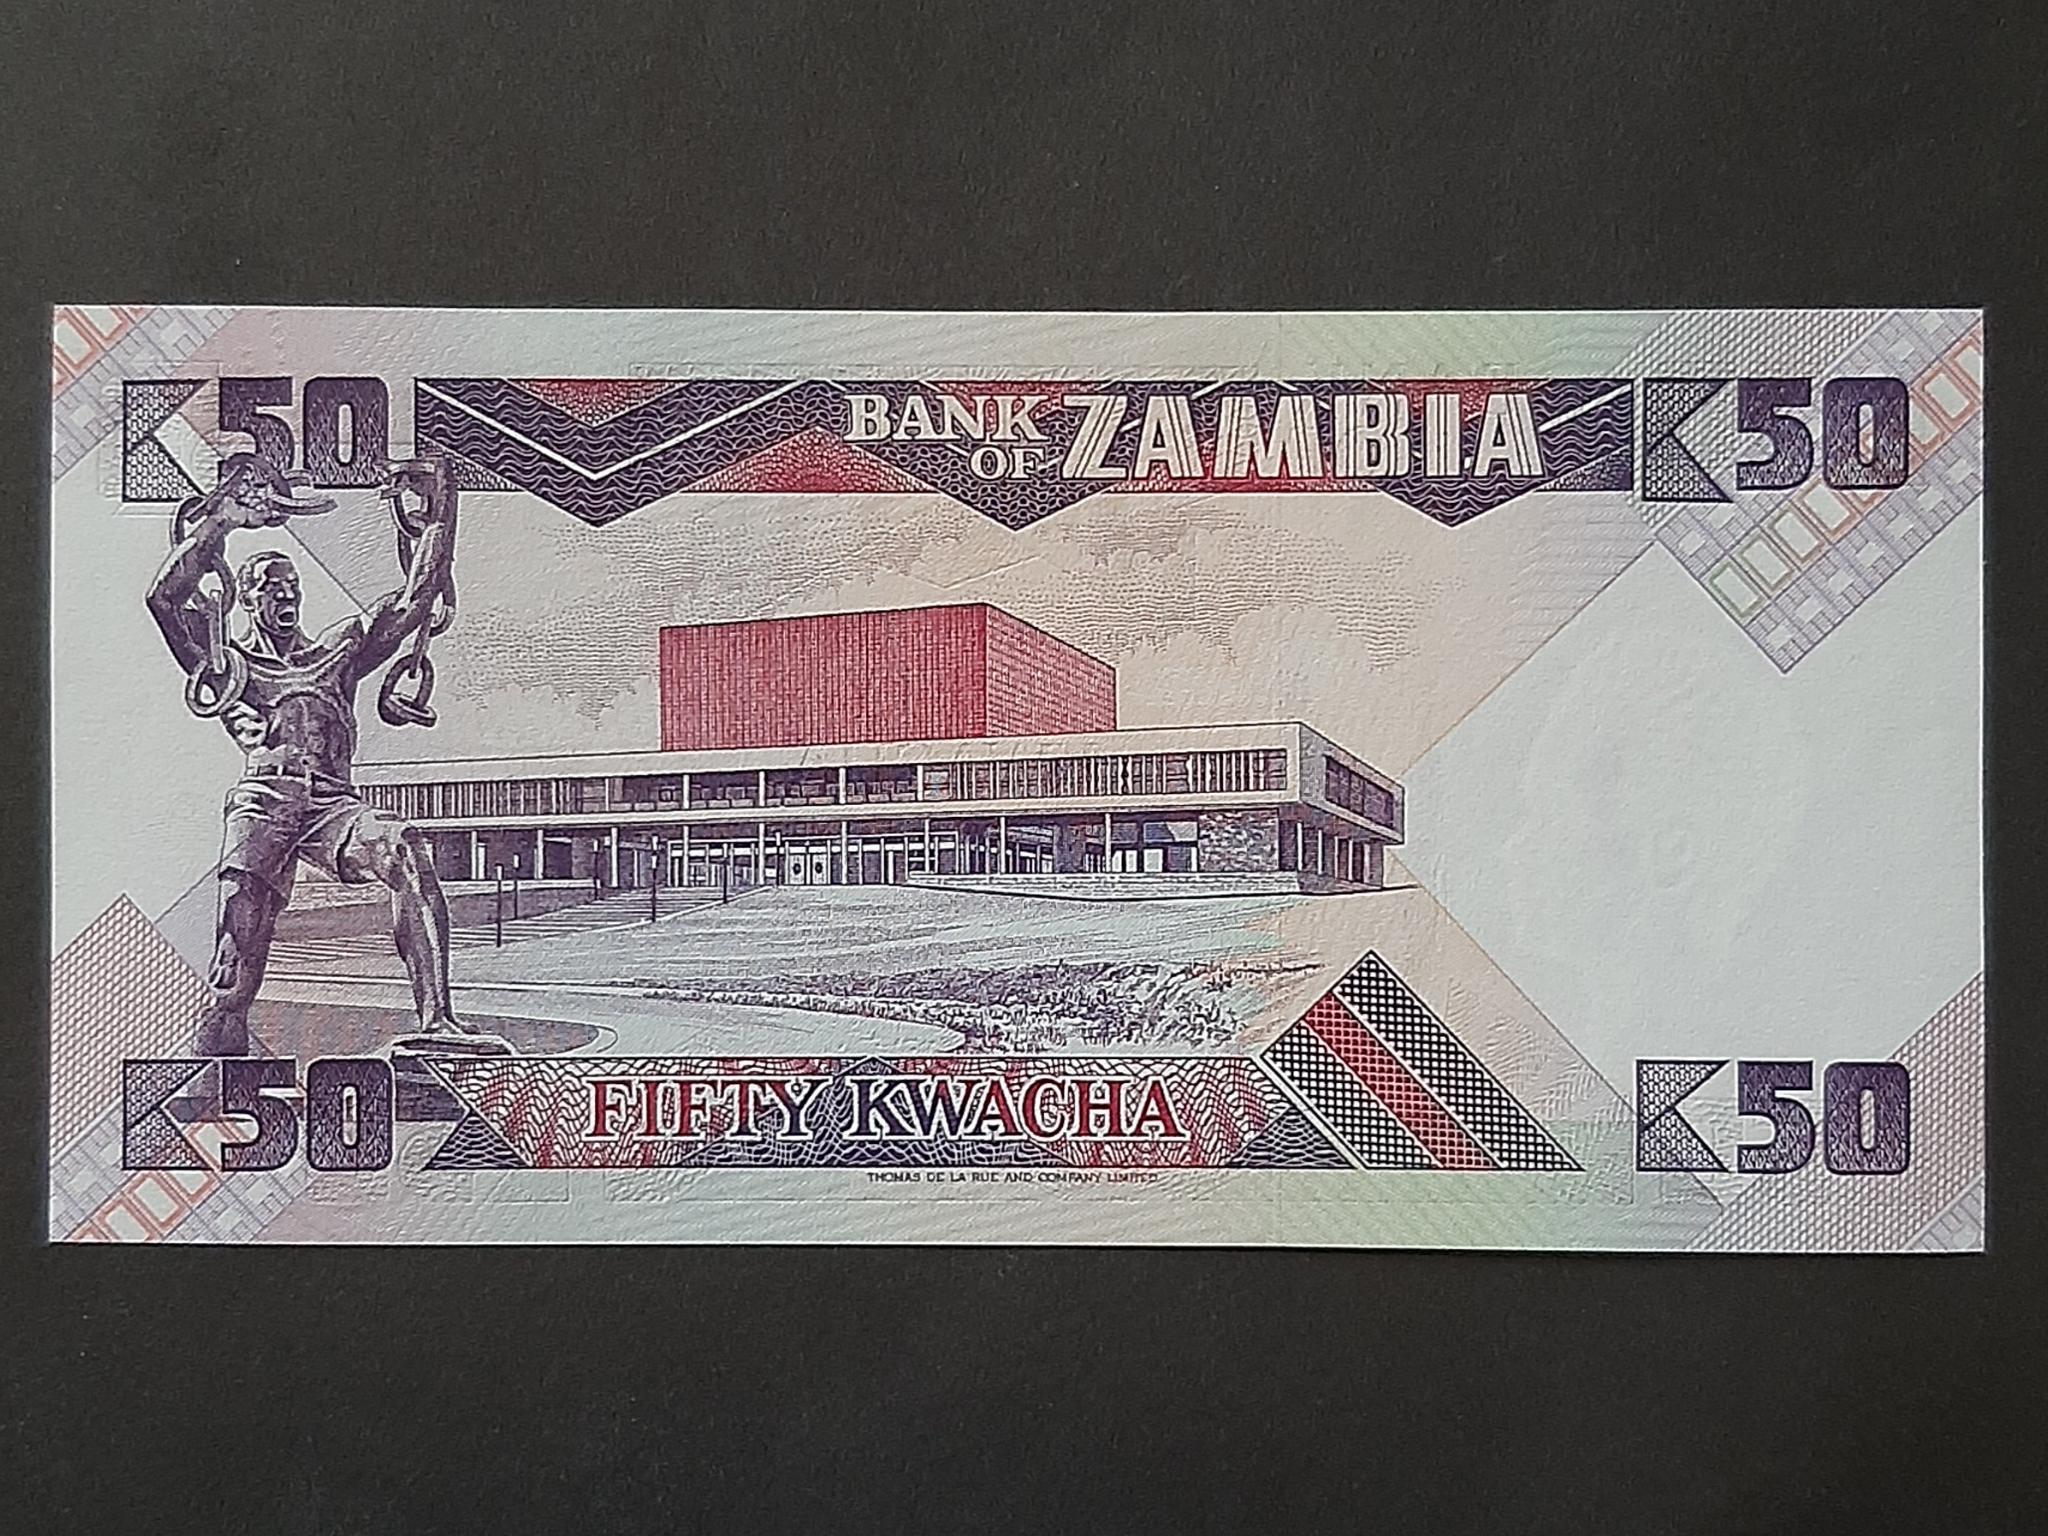 K50
BANK OF ZAMBIA
K50
K50
FIFTY KWACHA
K50
THOMAS DE LA RUE AND COMPANY LIMITED